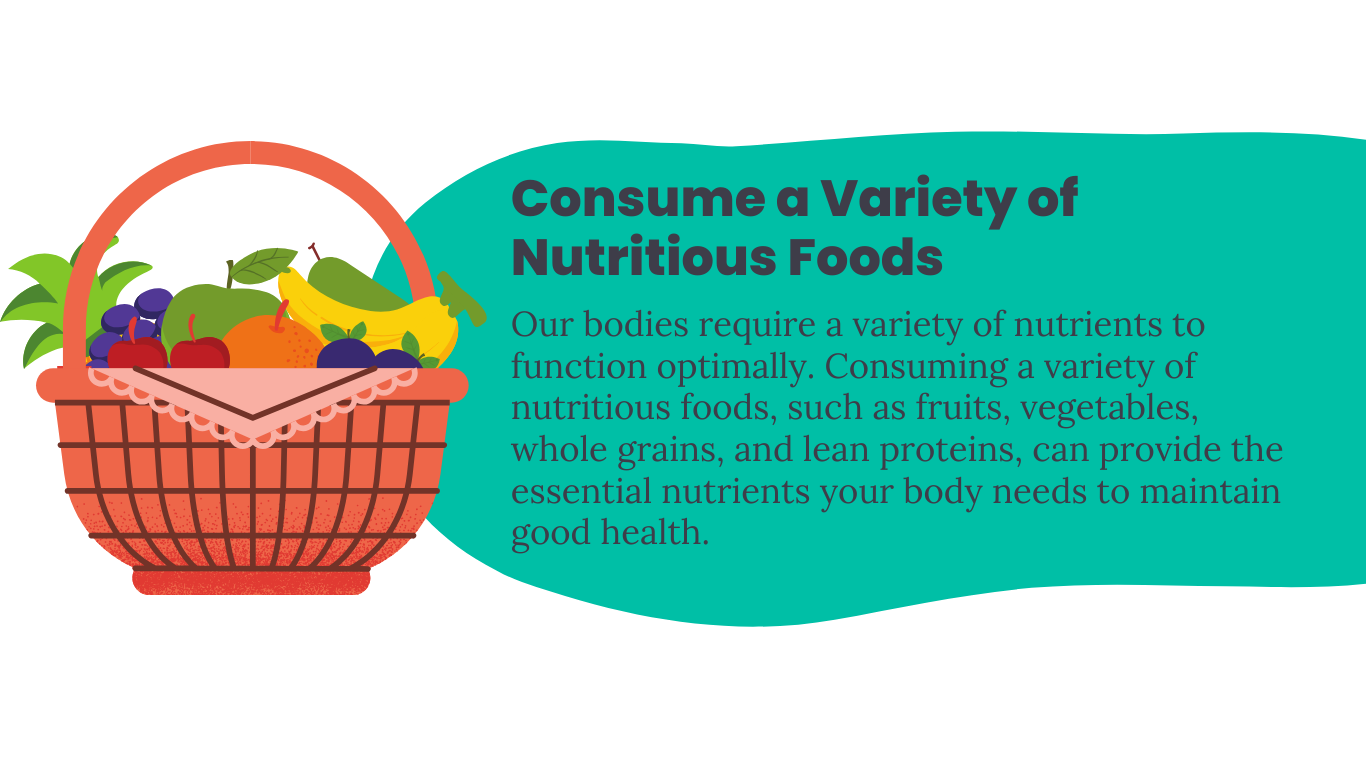 Consume a Variety of
Nutritious Foods
Our bodies require a variety of nutrients to
function optimally. Consuming a variety of
nutritious foods, such as fruits, vegetables,
whole grains, and lean proteins, can provide the
essential nutrients your body needs to maintain
good health.